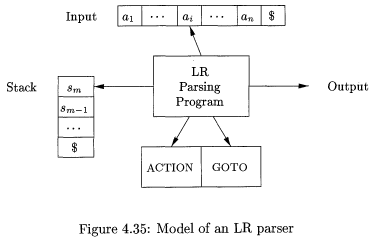 Input a₁ ··· aᵢ ··· aₙ $
LR
Parsing
Program
Stack
Output
sₘ
sₘ₋₁
···
$
ACTION GOTO
Figure 4.35: Model of an LR parser